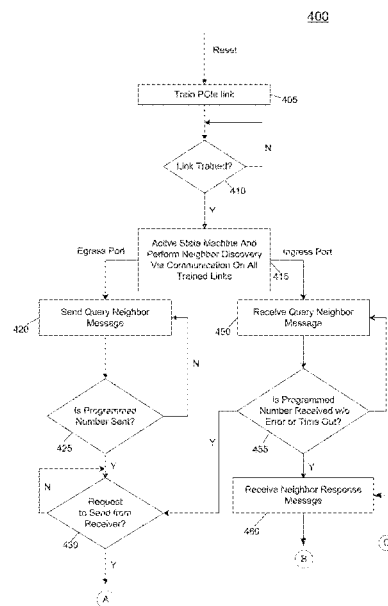 400
Reset
Train PCIe link
405
N
Link Trained?
410
Y
Egress Port
Active State Machine And
Perform Neighbor Discovery
Via Communication On All
Trained Links
Ingress Port
415
Send Query Neighbor
Message
420
Receive Query Neighbor
Message
450
N
Is Programmed
Number Sent?
425
Is Programmed
Number Received w/o
Error or Time Out?
455
Y
Y
Y
N
Request
to Send from
Receiver?
430
Receive Neighbor Response
Message
460
Y
A
B